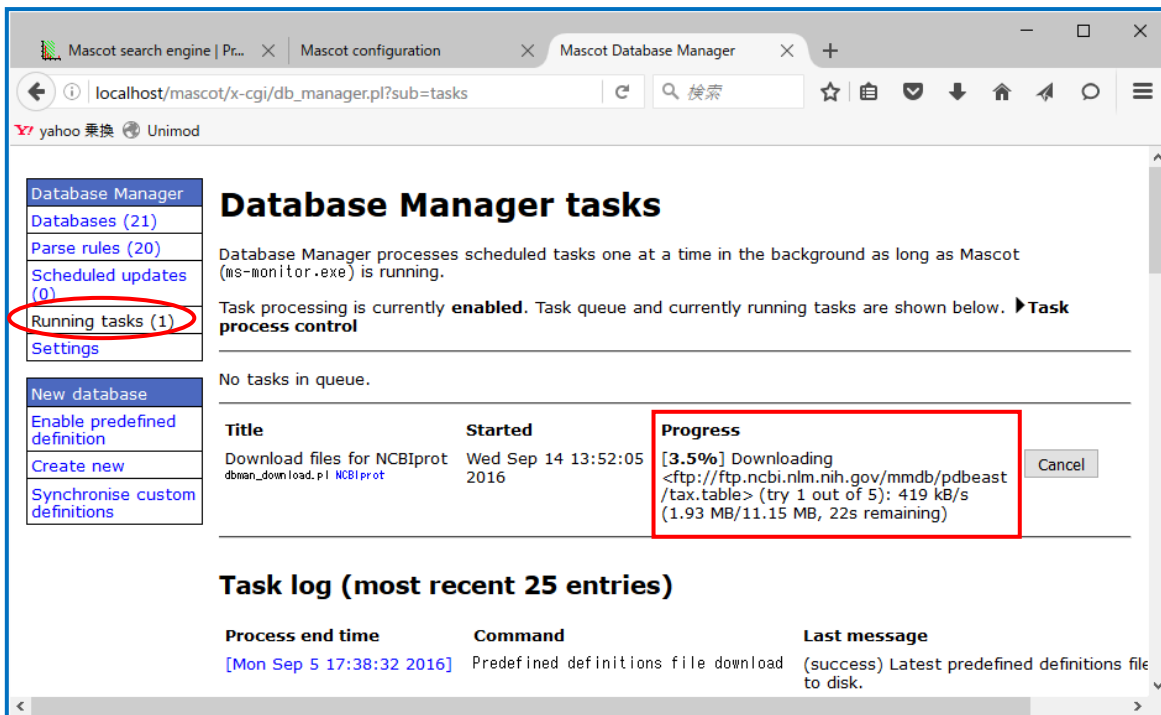 Mascot search engine | Pr...
Mascot configuration
Mascot Database Manager
localhost/mascot/x-cgi/db_manager.pl?sub=tasks
検索
Y! yahoo 乗換
Unimod
Database Manager
Databases (21)
Parse rules (20)
Scheduled updates
(0)
Running tasks (1)
Settings
New database
Enable predefined
definition
Create new
Synchronise custom
definitions
Database Manager tasks
Database Manager processes scheduled tasks one at a time in the background as long as Mascot
(ms-monitor.exe) is running.
Task processing is currently enabled. Task queue and currently running tasks are shown below. Task
process control
No tasks in queue.
Title
Started
Progress
Download files for NCBIprot
dbman_download.pl NCBIprot
Wed Sep 14 13:52:05
2016
[3.5%] Downloading
<ftp://ftp.ncbi.nlm.nih.gov/mmdb/pdbeast
/tax.table> (try 1 out of 5): 419 kB/s
(1.93 MB/11.15 MB, 22s remaining)
Cancel
Task log (most recent 25 entries)
Process end time
Command
Last message
[Mon Sep 5 17:38:32 2016]
Predefined definitions file download
(success) Latest predefined definitions file
to disk.